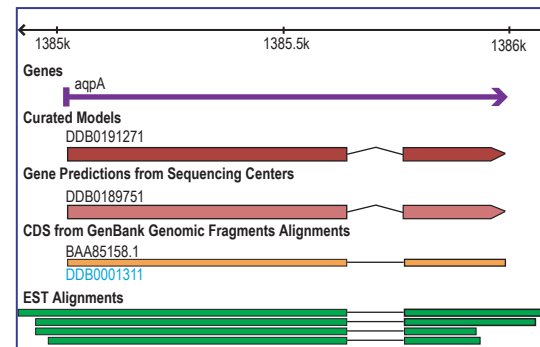 1385k 1385.5k 1386k
Genes
aqpA
Curated Models
DDB0191271
Gene Predictions from Sequencing Centers
DDB0189751
CDS from GenBank Genomic Fragments Alignments
BAA85158.1
DDB0001311
EST Alignments